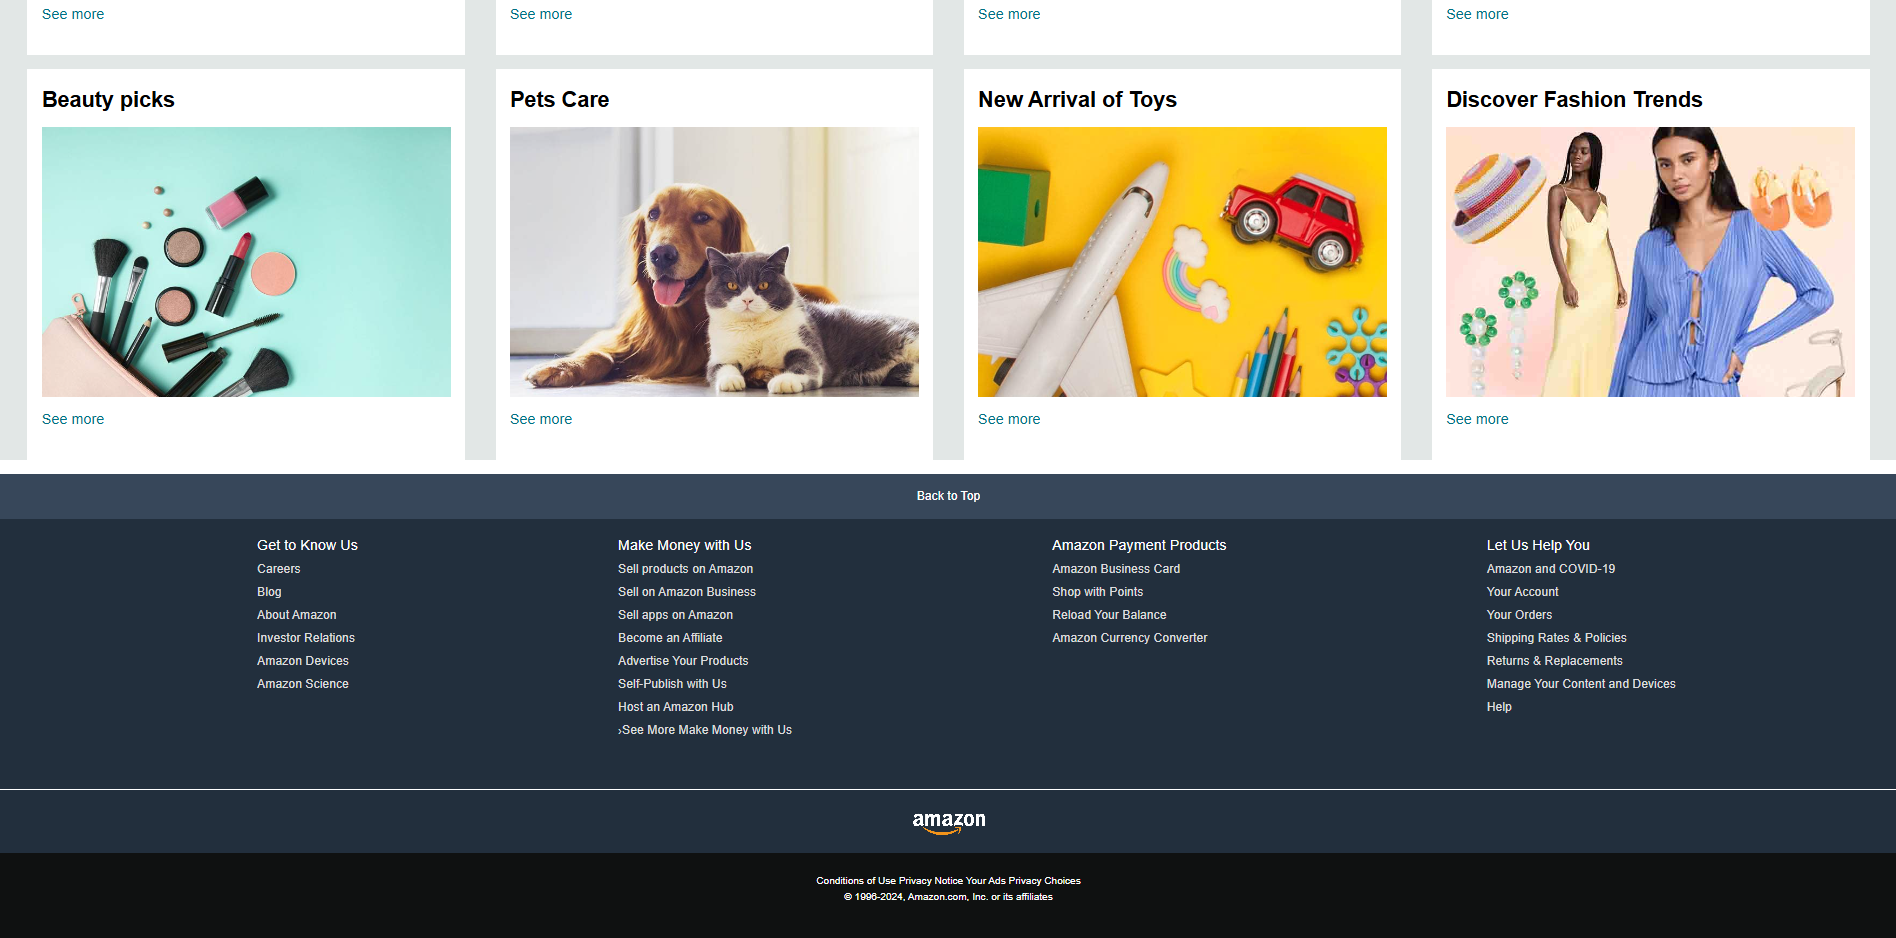 See more
See more
See more
See more
Beauty picks
Pets Care
New Arrival of Toys
Discover Fashion Trends
See more
See more
See more
See more
Back to Top
Get to Know Us
Careers
Blog
About Amazon
Investor Relations
Amazon Devices
Amazon Science
Make Money with Us
Sell products on Amazon
Sell on Amazon Business
Sell apps on Amazon
Become an Affiliate
Advertise Your Products
Self-Publish with Us
Host an Amazon Hub
›See More Make Money with Us
Amazon Payment Products
Amazon Business Card
Shop with Points
Reload Your Balance
Amazon Currency Converter
Let Us Help You
Amazon and COVID-19
Your Account
Your Orders
Shipping Rates & Policies
Returns & Replacements
Manage Your Content and Devices
Help
amazon
Conditions of Use Privacy Notice Your Ads Privacy Choices
© 1996-2024, Amazon.com, Inc. or its affiliates